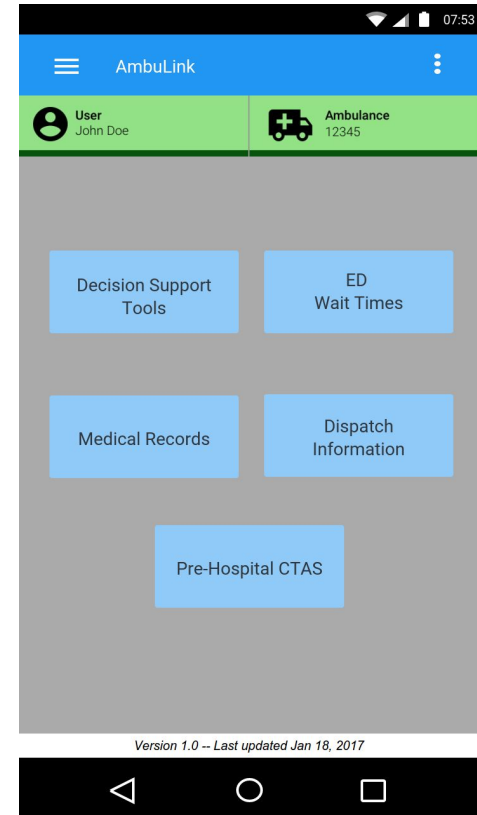 07:53
AmbuLink
User
John Doe
Ambulance
12345
Decision Support
Tools
ED
Wait Times
Medical Records
Dispatch
Information
Pre-Hospital CTAS
Version 1.0 -- Last updated Jan 18, 2017